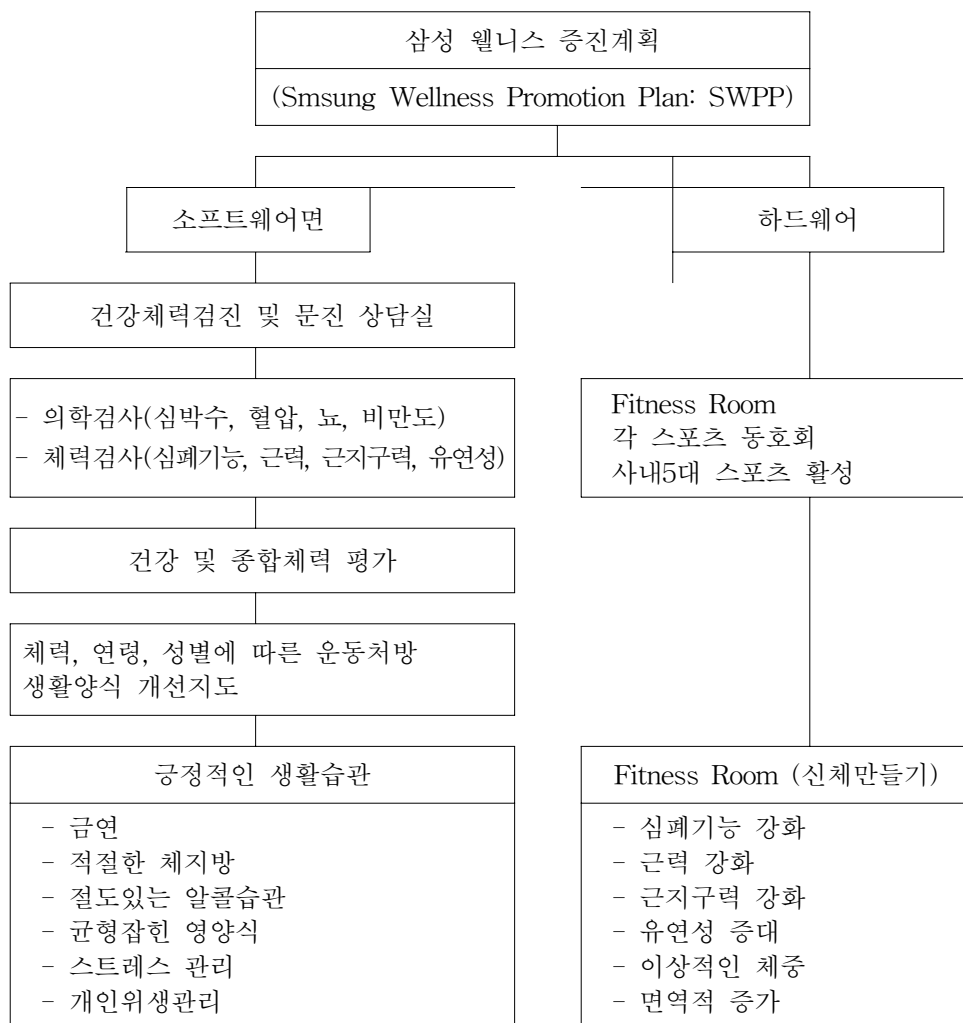 삼성 웰니스 증진계획
(Smsung Wellness Promotion Plan: SWPP)
소프트웨어면
하드웨어
건강체력검진 및 문진 상담실
- 의학검사(심박수, 혈압, 뇨, 비만도)
- 체력검사(심폐기능, 근력, 근지구력, 유연성)
Fitness Room
각 스포츠 동호회
사내5대 스포츠 활성
건강 및 종합체력 평가
체력, 연령, 성별에 따른 운동처방
생활양식 개선지도
긍정적인 생활습관
- 금연
- 적절한 체지방
- 절도있는 알콜습관
- 균형잡힌 영양식
- 스트레스 관리
- 개인위생관리
Fitness Room (신체만들기)
- 심폐기능 강화
- 근력 강화
- 근지구력 강화
- 유연성 증대
- 이상적인 체중
- 면역적 증가